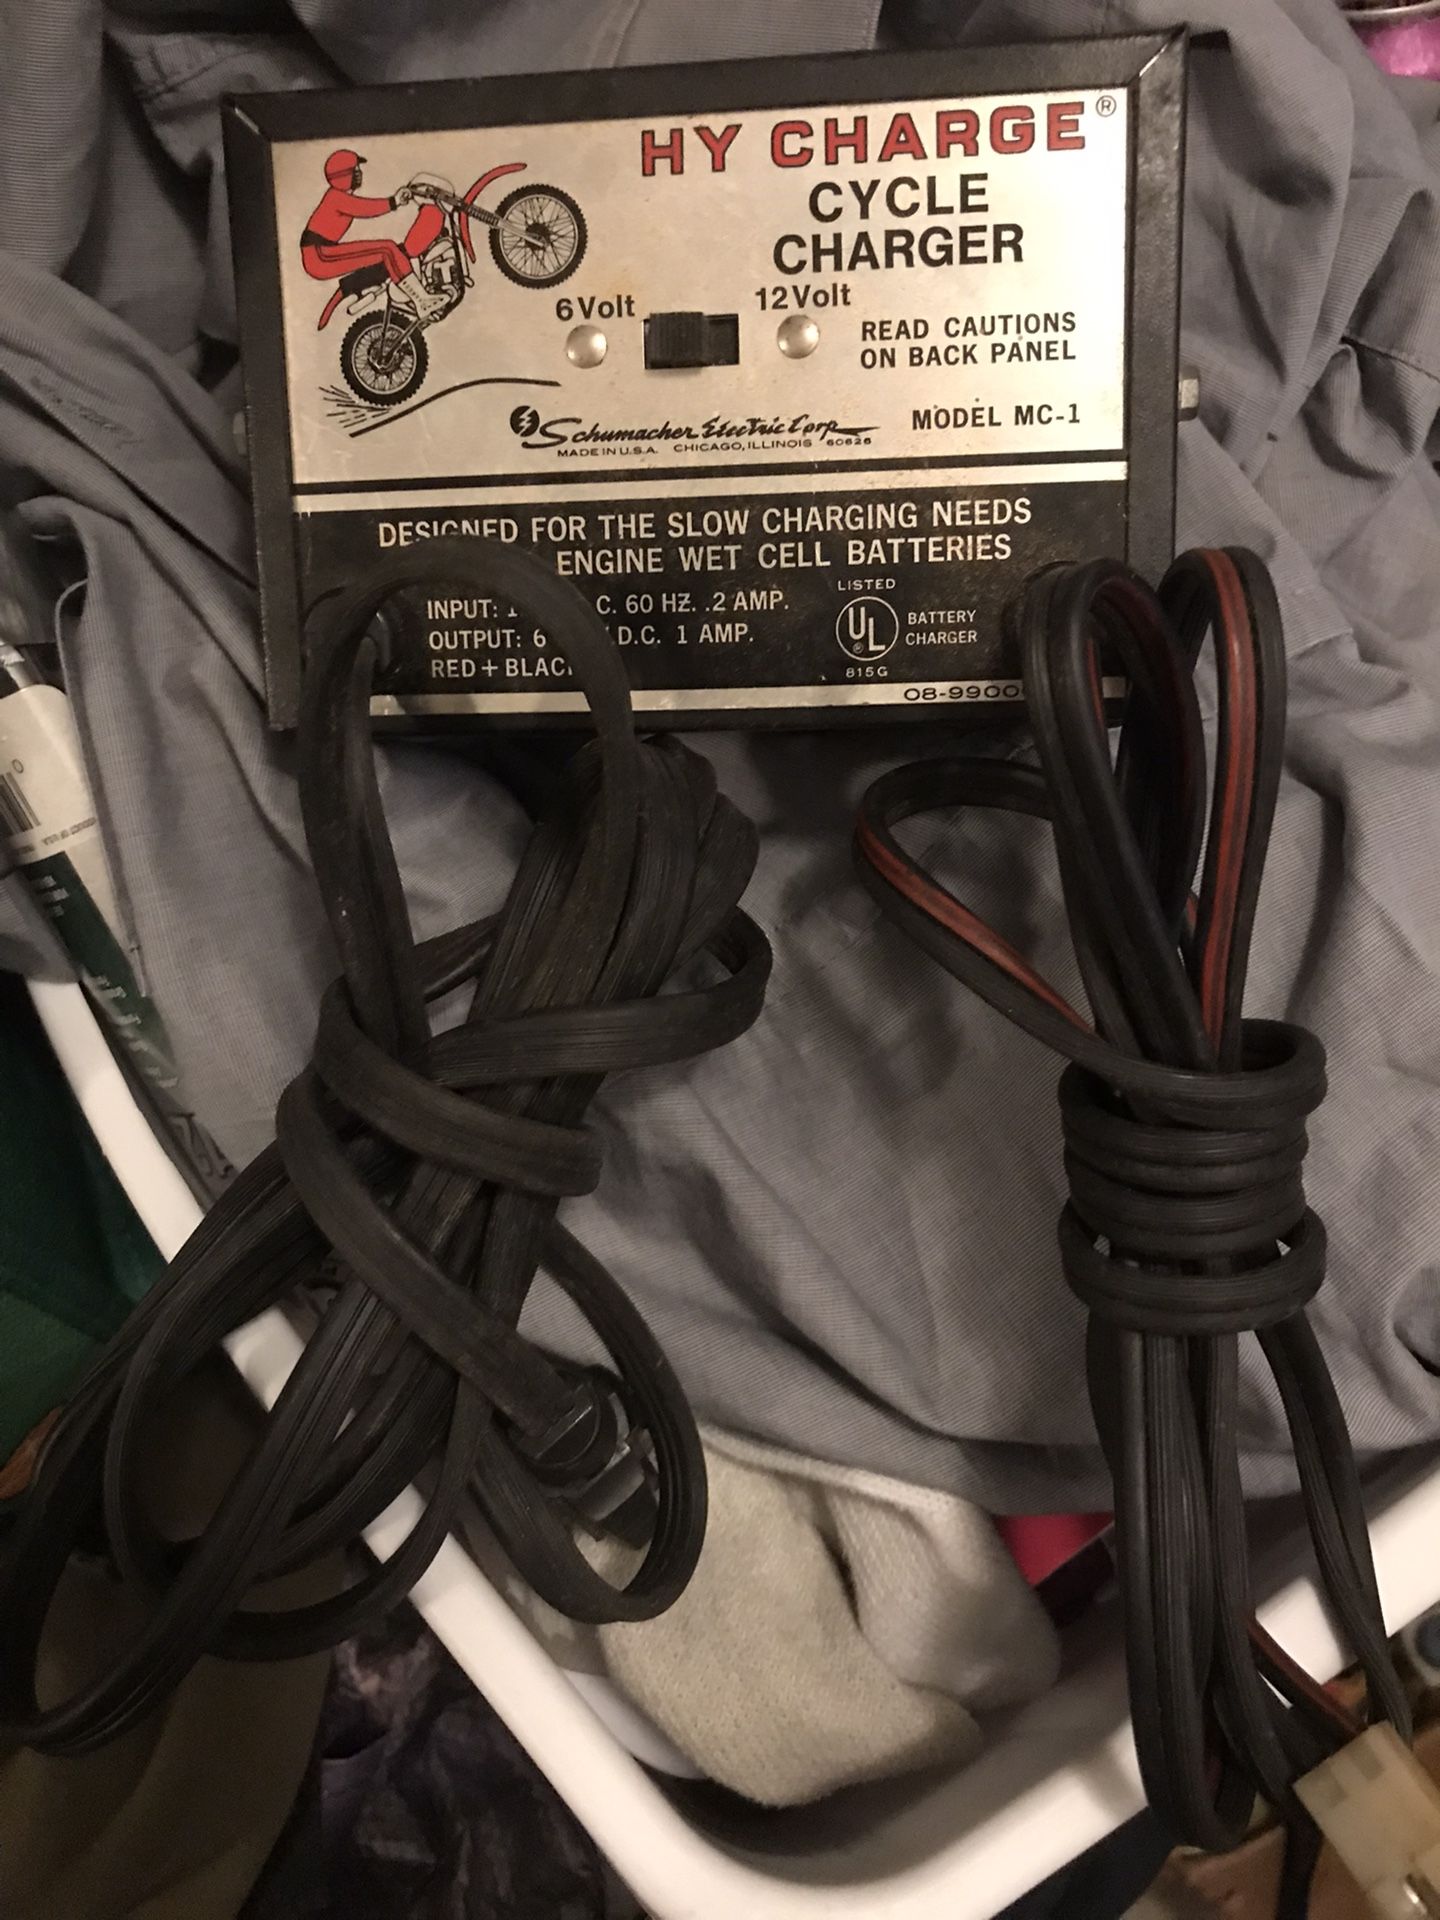 HY CHARGE®
CYCLE
CHARGER
6 Volt 12 Volt
READ CAUTIONS
ON BACK PANEL
Schumacher Electric Corp
MADE IN U.S.A. CHICAGO, ILLINOIS 60626
MODEL MC-1
DESIGNED FOR THE SLOW CHARGING NEEDS
ENGINE WET CELL BATTERIES
INPUT: C. 60 HZ. .2 AMP.
OUTPUT: 6 D.C. 1 AMP.
RED +
LISTED
UL®
BATTERY
CHARGER
815G
08-9900
PRODUCT OF U.S.A.